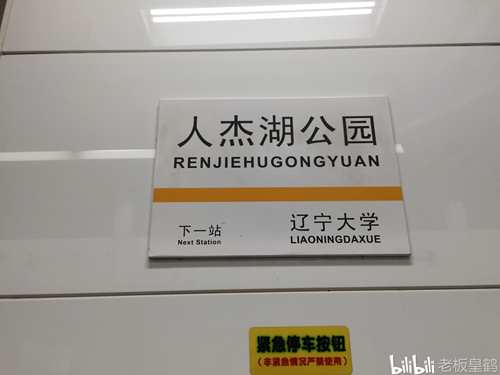 人杰湖公园
RENJIEHUGONGYUAN
下一站
Next Station
辽宁大学
LIAONINGDAXUE
紧急停车按钮
(非紧急情况严禁使用)
bilibili 老板皇鹤